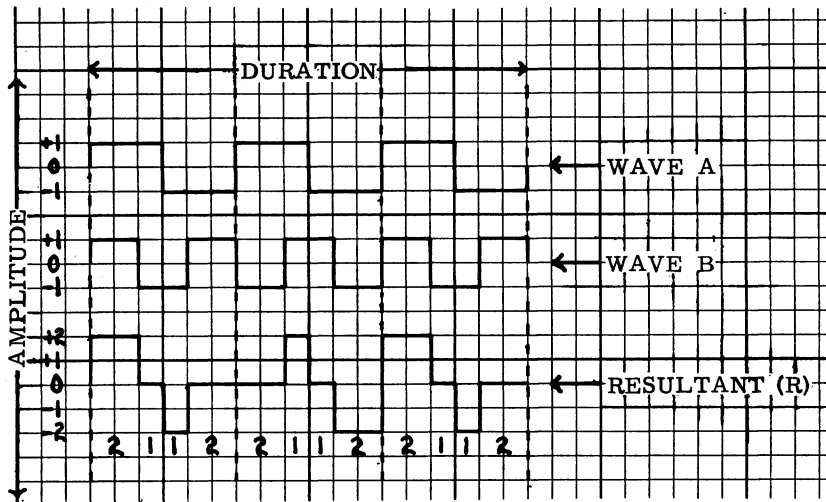 DURATION
AMPLITUDE
+1
0
-1
WAVE A
+1
0
-1
WAVE B
+2
+1
0
-1
-2
RESULTANT (R)
2 1 1 2 2 1 1 2 2 1 1 2